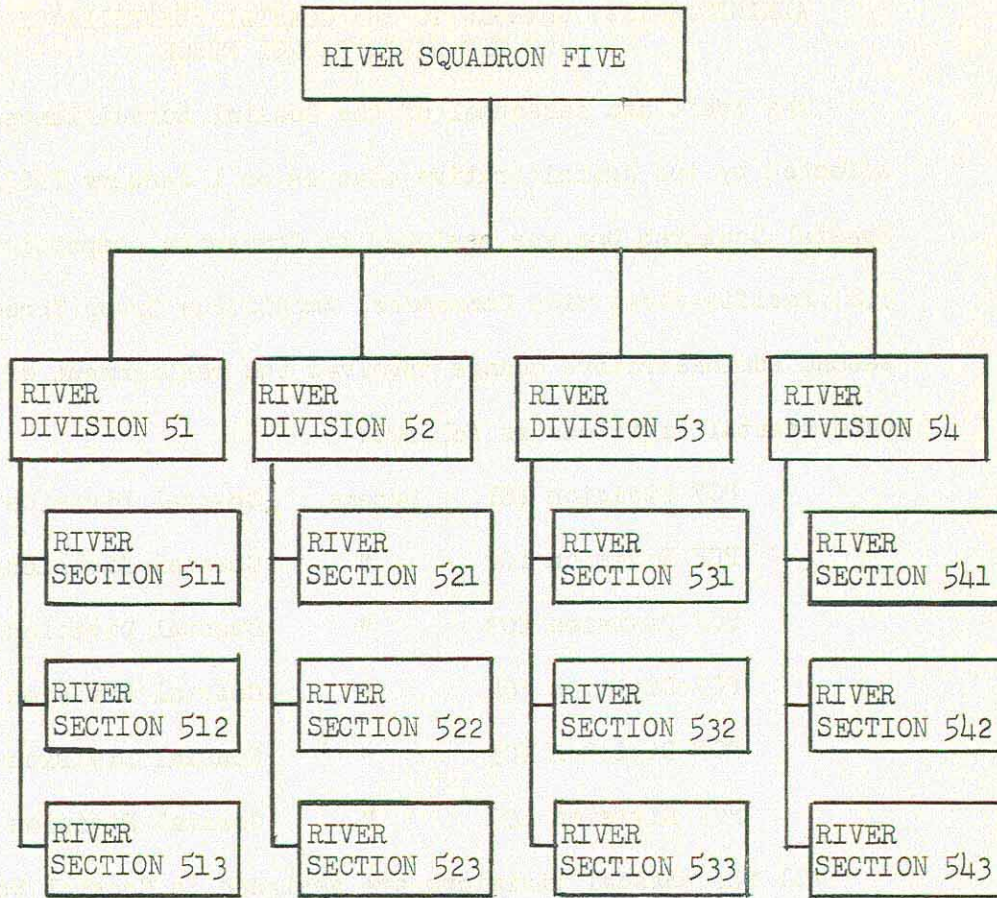 RIVER SQUADRON FIVE
RIVER
DIVISION 51
RIVER
DIVISION 52
RIVER
DIVISION 53
RIVER
DIVISION 54
RIVER
SECTION 511
RIVER
SECTION 521
RIVER
SECTION 531
RIVER
SECTION 541
RIVER
SECTION 512
RIVER
SECTION 522
RIVER
SECTION 532
RIVER
SECTION 542
RIVER
SECTION 513
RIVER
SECTION 523
RIVER
SECTION 533
RIVER
SECTION 543